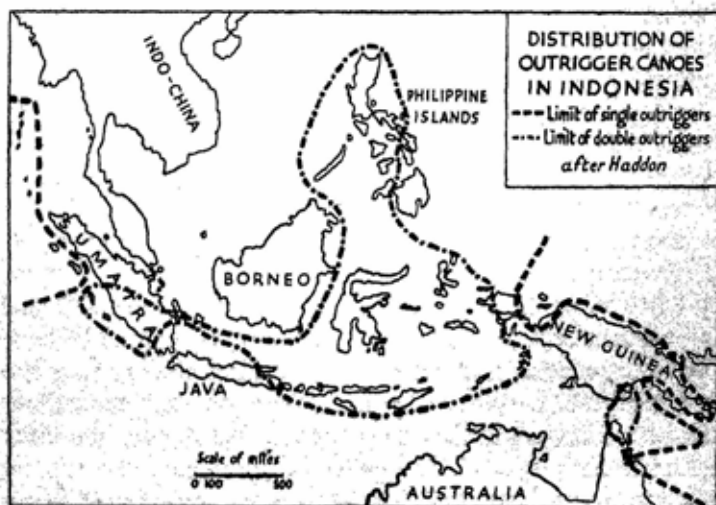 DISTRIBUTION OF
OUTRIGGER CANOES
IN INDONESIA
Limit of single outriggers
Limit of double outriggers
after Haddon
INDO-CHINA
PHILIPPINE
ISLANDS
SUMATRA
BORNEO
NEW GUINEA
JAVA
Scale of miles
0 100 500
AUSTRALIA